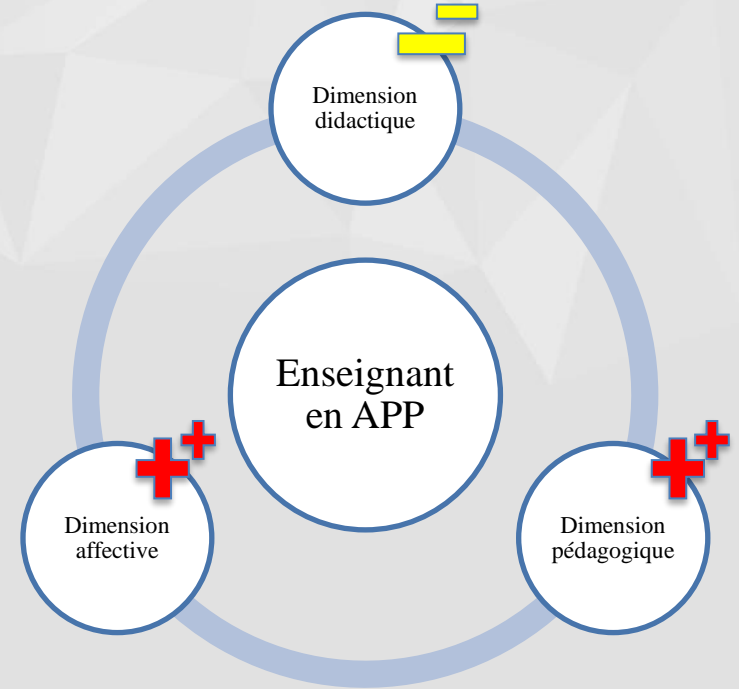 Dimension
didactique
Enseignant
en APP
Dimension
affective
Dimension
pédagogique